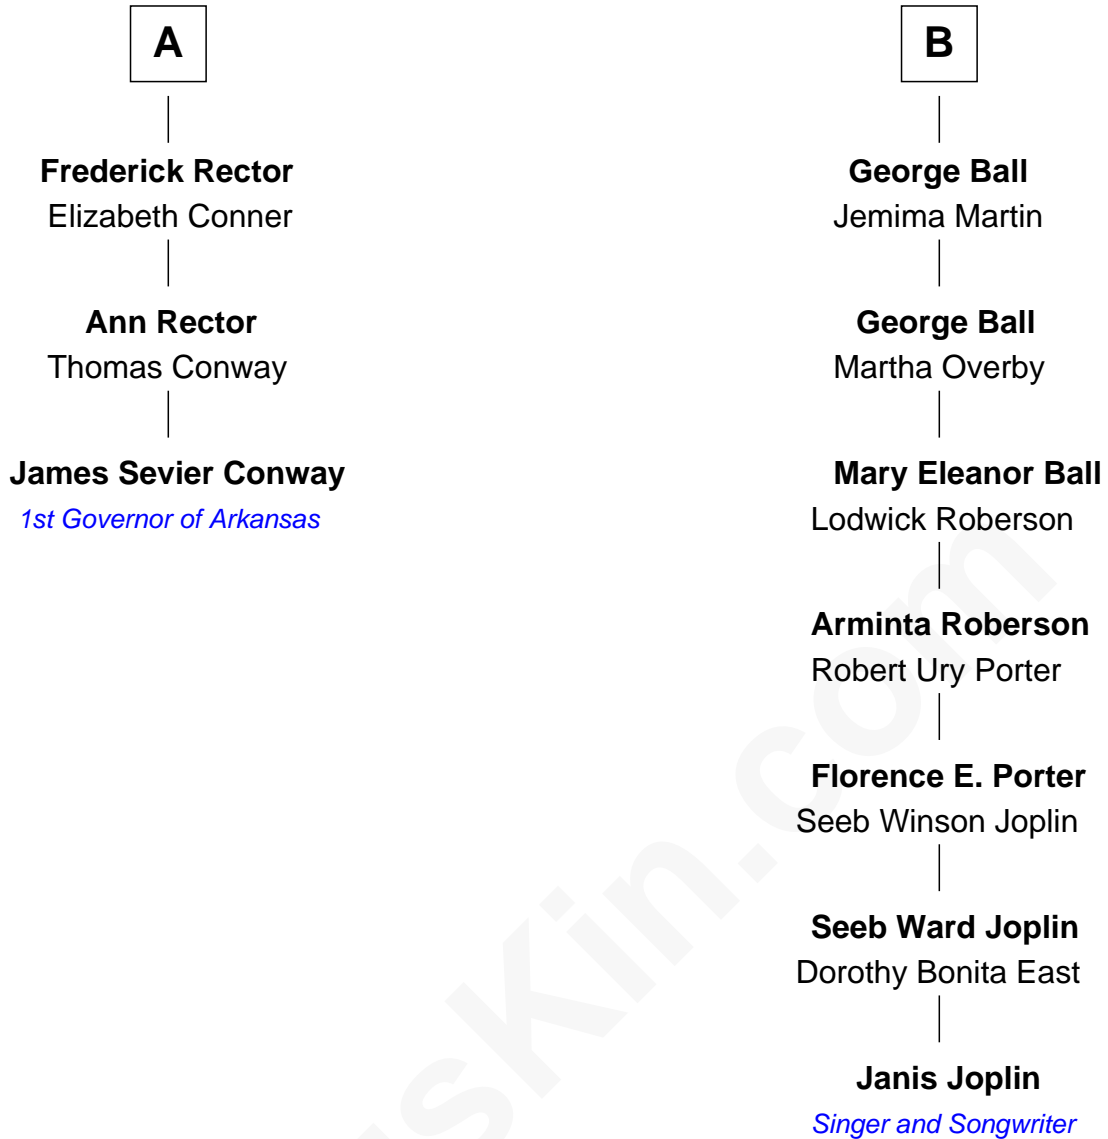 A
Frederick Rector
Elizabeth Conner
Ann Rector
Thomas Conway
James Sevier Conway
1st Governor of Arkansas
B
George Ball
Jemima Martin
George Ball
Martha Overby
Mary Eleanor Ball
Lodwick Roberson
Arminta Roberson
Robert Ury Porter
Florence E. Porter
Seeb Winson Joplin
Seeb Ward Joplin
Dorothy Bonita East
Janis Joplin
Singer and Songwriter
sKin.com